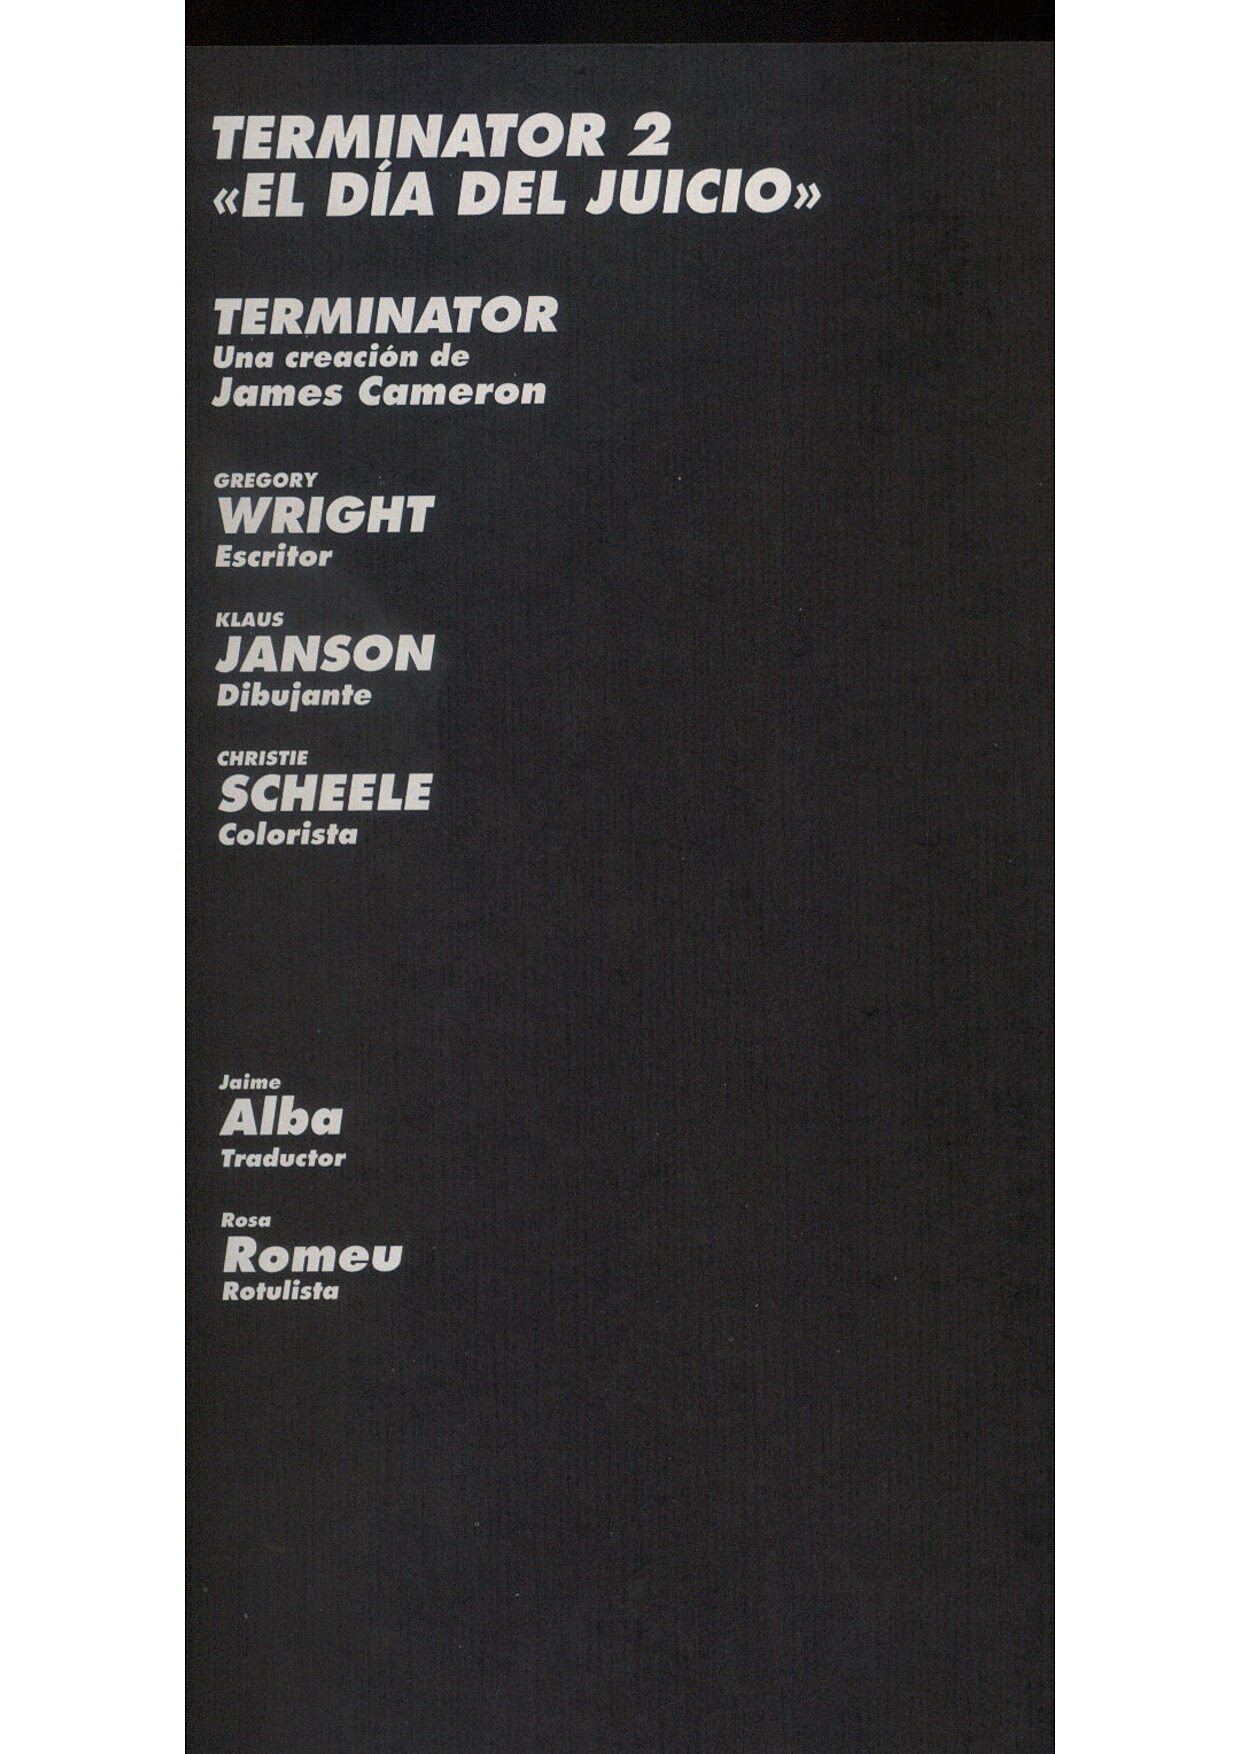 TERMINATOR 2
«EL DÍA DEL JUICIO»
TERMINATOR
Una creación de
James Cameron
GREGORY
WRIGHT
Escritor
KLAUS
JANSON
Dibujante
CHRISTIE
SCHEELE
Colorista
Jaime
Alba
Traductor
Rosa
Romeu
Rotulista